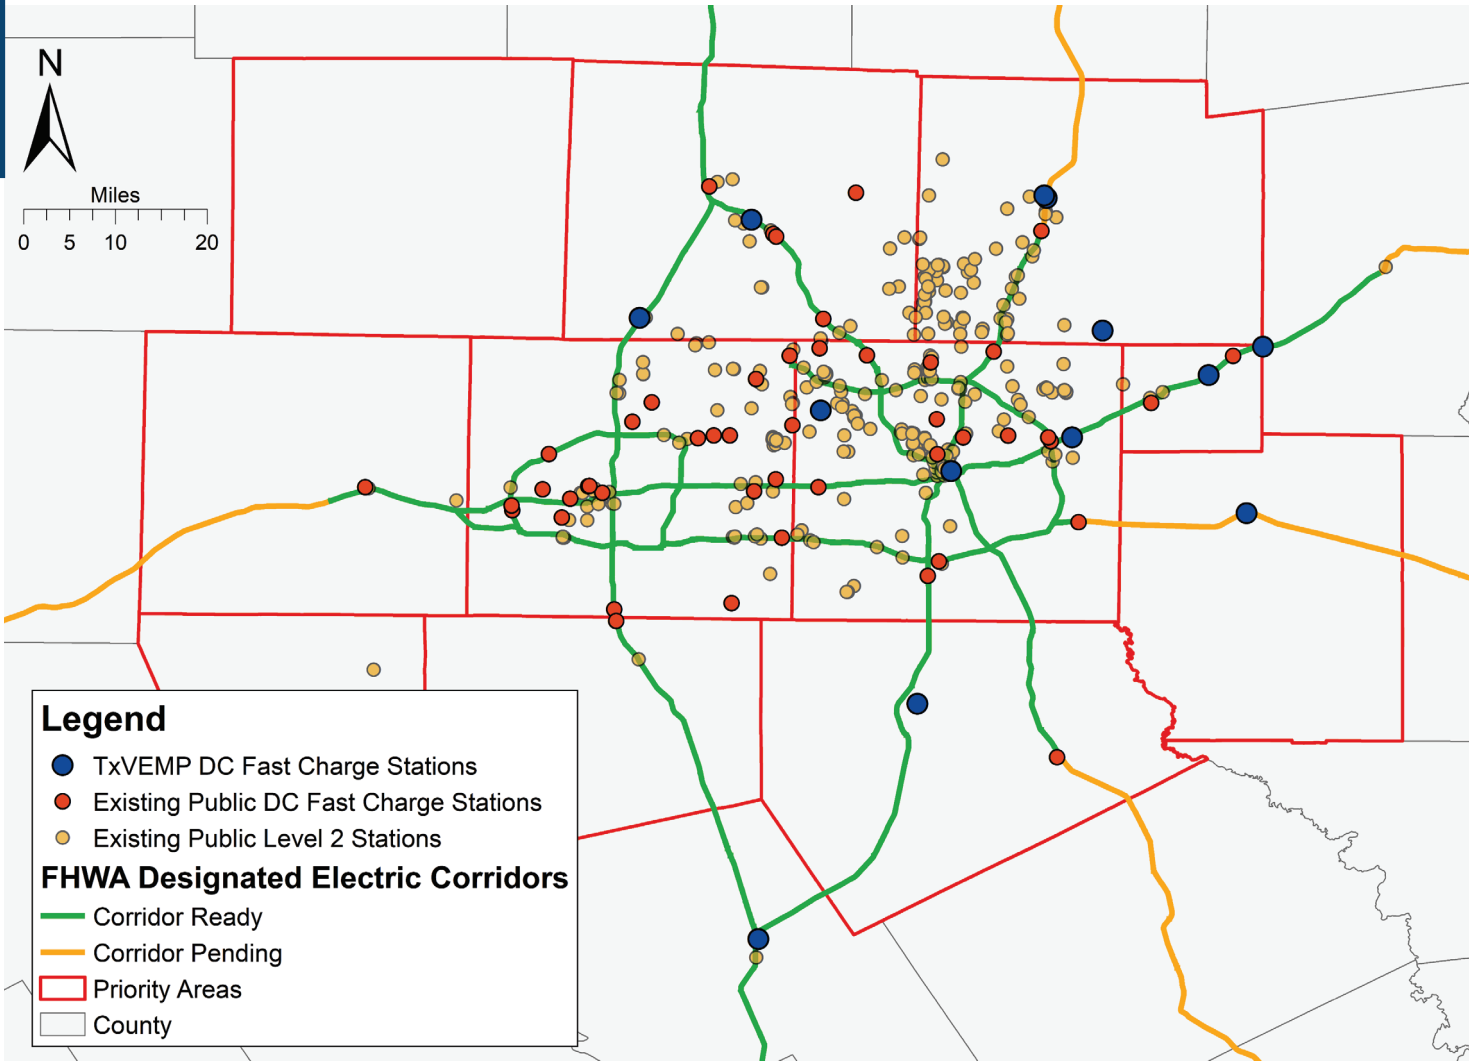 N
Miles
0 5 10 20
Legend
TxVEMP DC Fast Charge Stations
Existing Public DC Fast Charge Stations
Existing Public Level 2 Stations
FHWA Designated Electric Corridors
Corridor Ready
Corridor Pending
Priority Areas
County